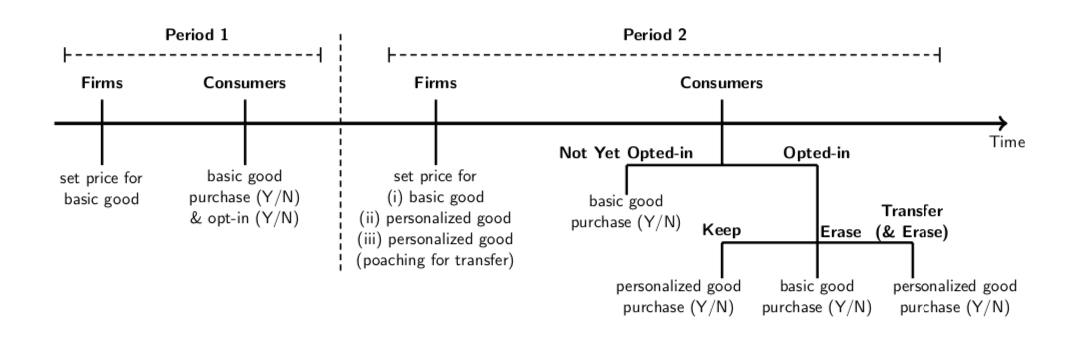 Period 1
Period 2
Firms
Consumers
Firms
Consumers
Time
set price for
basic good
basic good
purchase (Y/N)
& opt-in (Y/N)
set price for
(i) basic good
(ii) personalized good
(iii) personalized good
(poaching for transfer)
Not Yet Opted-in
Opted-in
basic good
purchase (Y/N)
Keep
Erase
Transfer
(& Erase)
personalized good
purchase (Y/N)
basic good
purchase (Y/N)
personalized good
purchase (Y/N)